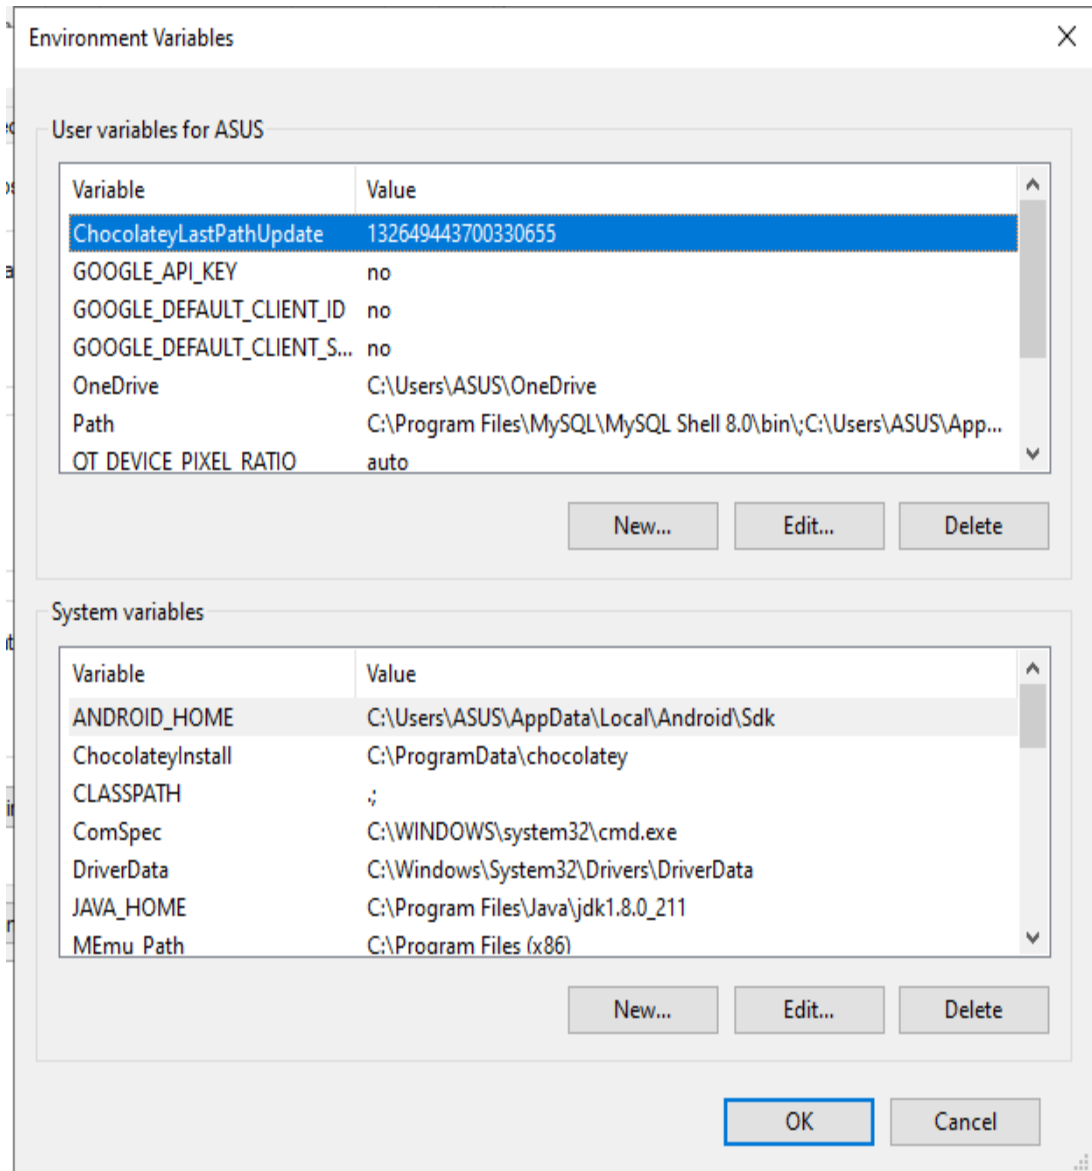 Environment Variables
User variables for ASUS
Variable Value
ChocolateyLastPathUpdate 132649443700330655
GOOGLE_API_KEY no
GOOGLE_DEFAULT_CLIENT_ID no
GOOGLE_DEFAULT_CLIENT_S... no
OneDrive C:\Users\ASUS\OneDrive
Path C:\Program Files\MySQL\MySQL Shell 8.0\bin\;C:\Users\ASUS\App...
QT_DEVICE_PIXEL_RATIO auto
New... Edit... Delete
System variables
Variable Value
ANDROID_HOME C:\Users\ASUS\AppData\Local\Android\Sdk
ChocolateyInstall C:\ProgramData\chocolatey
CLASSPATH .;
ComSpec C:\WINDOWS\system32\cmd.exe
DriverData C:\Windows\System32\Drivers\DriverData
JAVA_HOME C:\Program Files\Java\jdk1.8.0_211
MEmu_Path C:\Program Files (x86)
New... Edit... Delete
OK Cancel